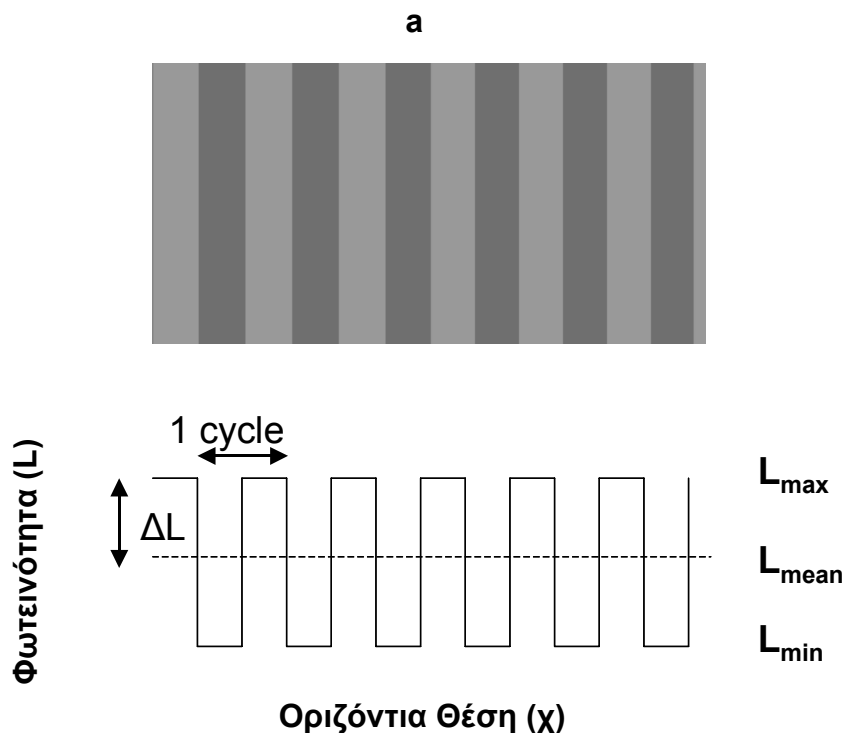 a
1 cycle
Φωτεινότητα (L)
ΔL
Lmax
Lmean
Lmin
Οριζόντια Θέση (χ)